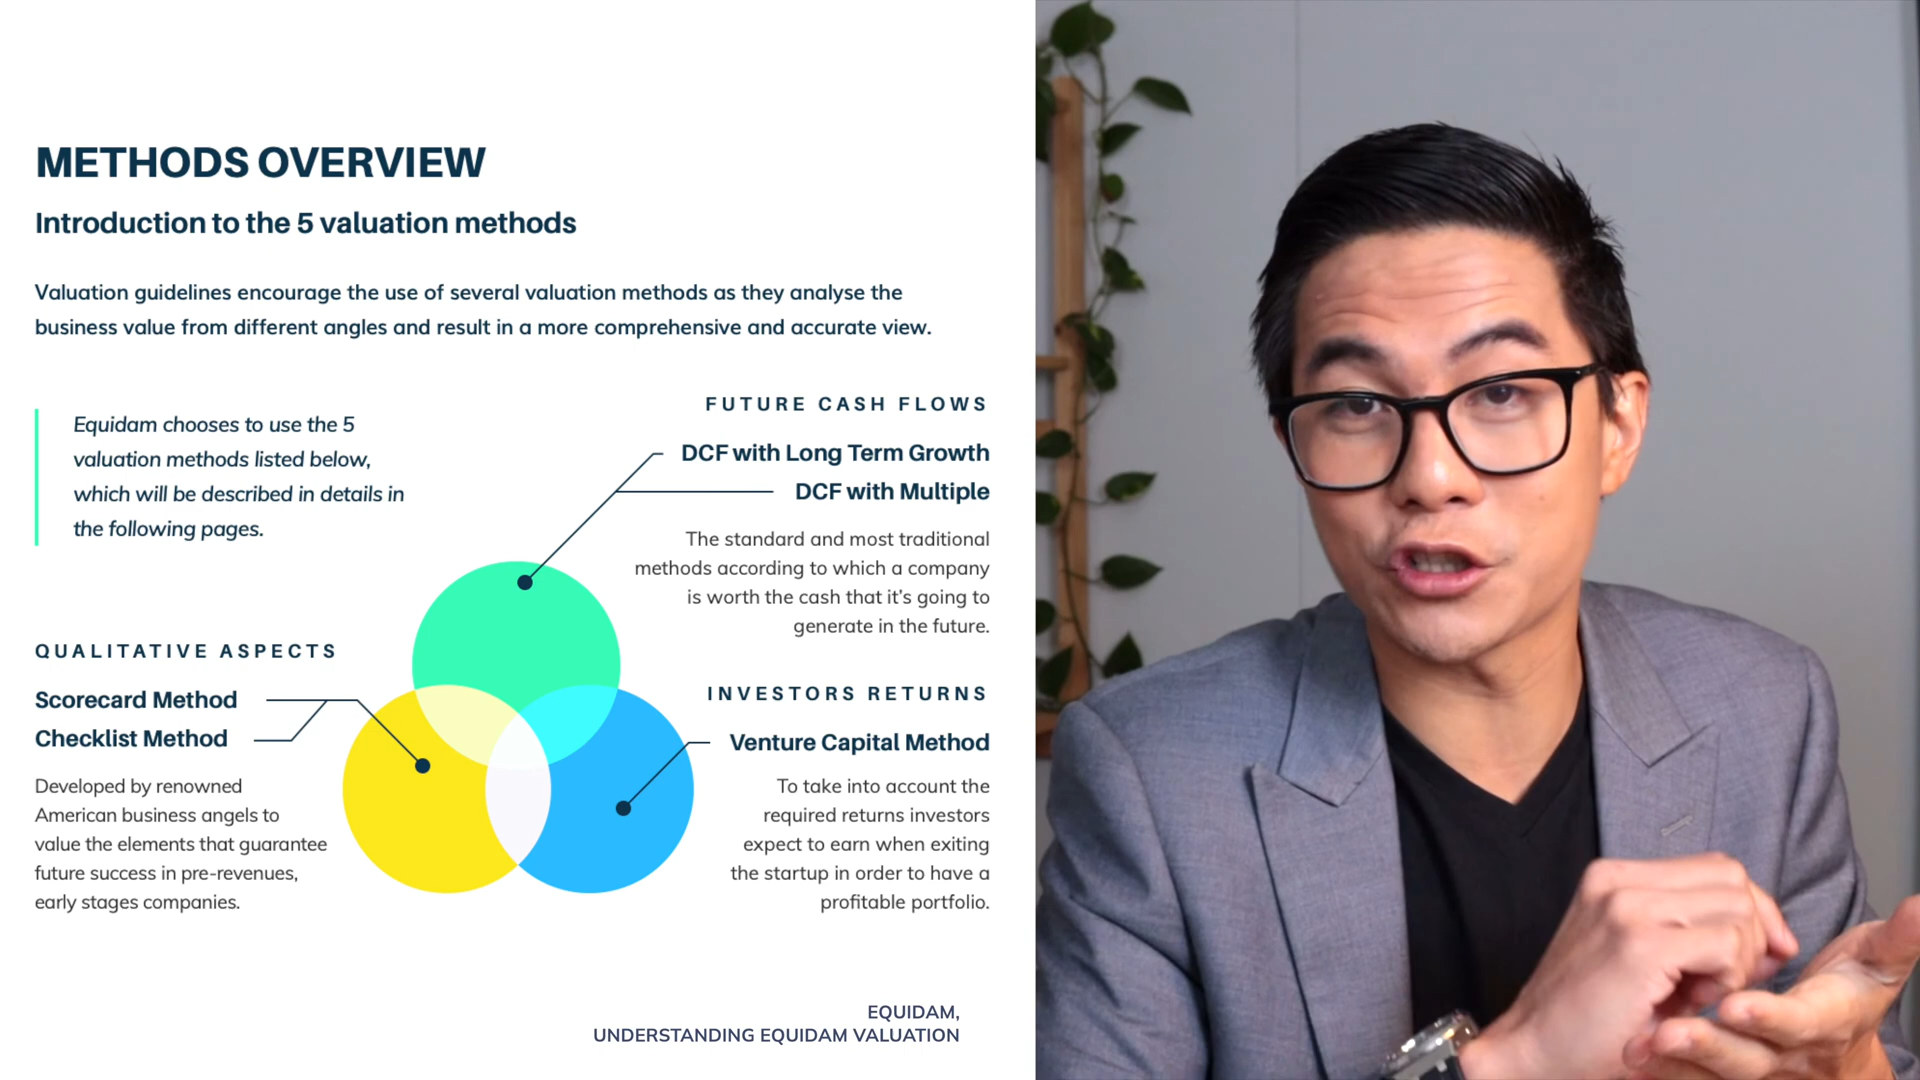 METHODS OVERVIEW
Introduction to the 5 valuation methods
Valuation guidelines encourage the use of several valuation methods as they analyse the
business value from different angles and result in a more comprehensive and accurate view.
Equidam chooses to use the 5
valuation methods listed below,
which will be described in details in
the following pages.
FUTURE CASH FLOWS
DCF with Long Term Growth
DCF with Multiple
The standard and most traditional
methods according to which a company
is worth the cash that it's going to
generate in the future.
QUALITATIVE ASPECTS
Scorecard Method
Checklist Method
Developed by renowned
American business angels to
value the elements that guarantee
future success in pre-revenues,
early stages companies.
INVESTORS RETURNS
Venture Capital Method
To take into account the
required returns investors
expect to earn when exiting
the startup in order to have a
profitable portfolio.
EQUIDAM,
UNDERSTANDING EQUIDAM VALUATION